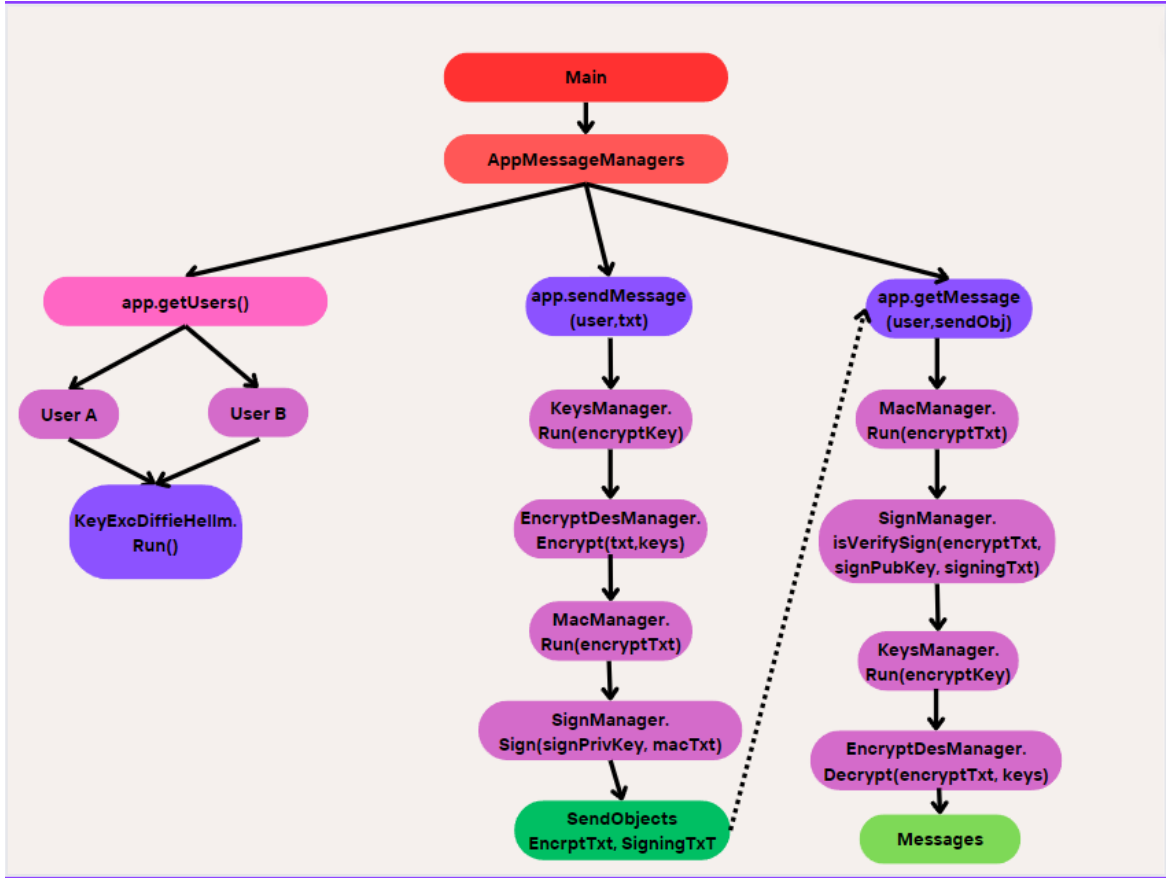 Main
AppMessageManagers
app.getUsers()
User A
User B
KeyExcDiffieHellm.
Run()
app.sendMessage
(user,txt)
KeysManager.
Run(encryptKey)
EncryptDesManager.
Encrypt(txt,keys)
MacManager.
Run(encryptTxt)
SignManager.
Sign(signPrivKey, macTxt)
SendObjects
EncrptTxt, SigningTxT
app.getMessage
(user,sendObj)
MacManager.
Run(encryptTxt)
SignManager.
isVerifySign(encryptTxt,
signPubKey, signingTxt)
KeysManager.
Run(encryptKey)
EncryptDesManager.
Decrypt(encryptTxt, keys)
Messages